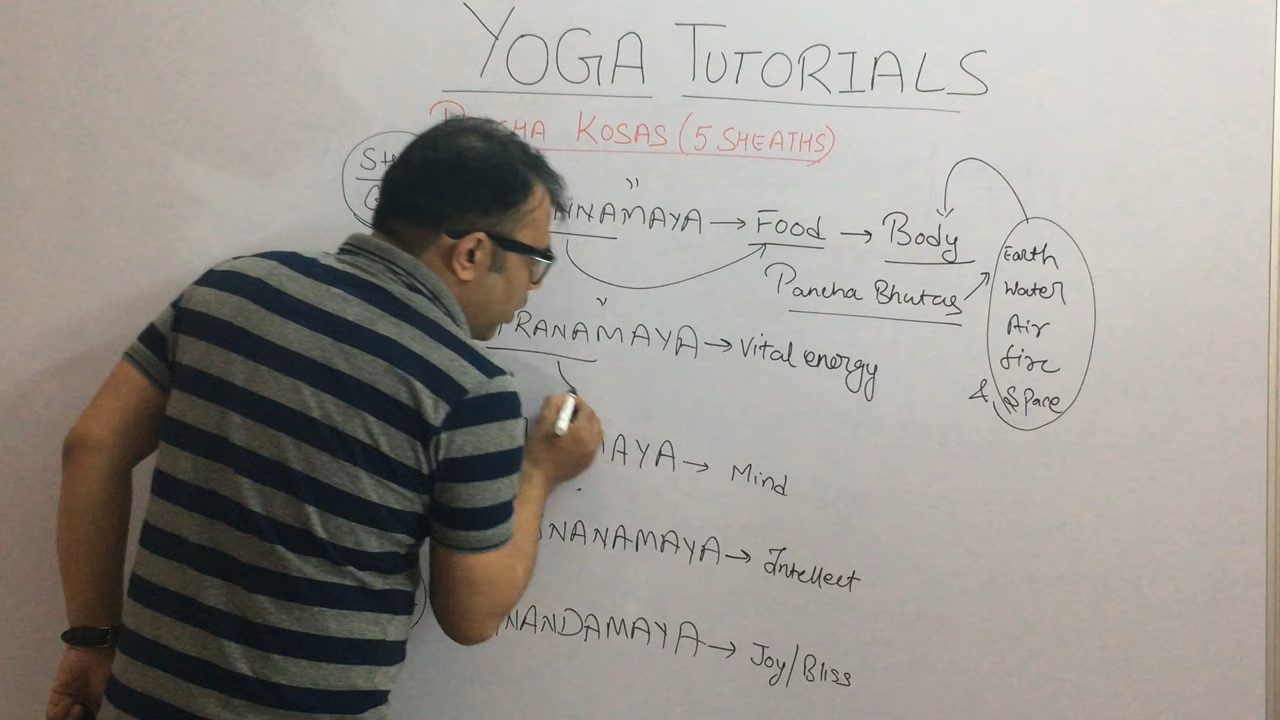 YOGA TUTORIALS
KOSAS (5 SHEATHS)
NNAMAYA → Food → Body
Pancha Bhutas
Earth
Water
Air
fire
& Space
PRANAMAYA → Vital energy
AYA → Mind
NANAMAYA → Intellect
NANDAMAYA → Joy/Bliss